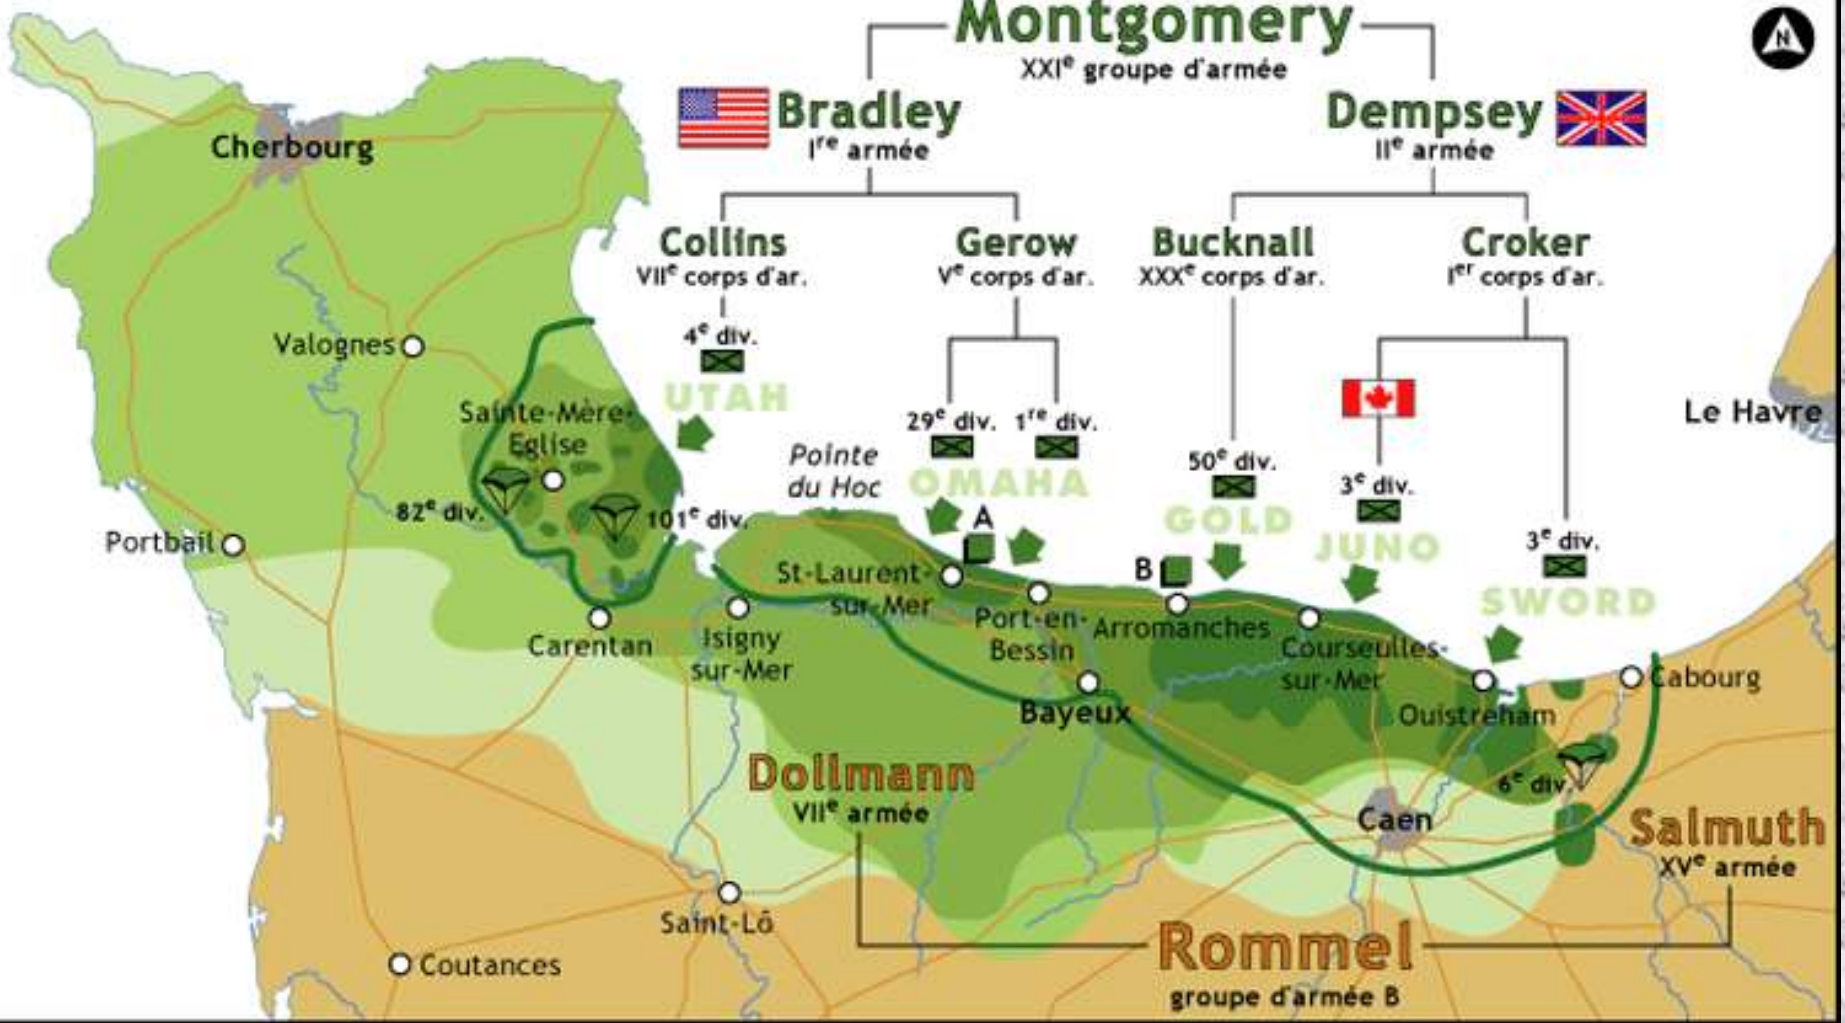 N
Montgomery
XXIe groupe d'armée
Bradley
Ire armée
Dempsey
IIe armée
Collins
VIIe corps d'ar.
Gerow
Ve corps d'ar.
Bucknall
XXXe corps d'ar.
Croker
Ier corps d'ar.
4e div.
UTAH
29e div.
1re div.
OMAHA
50e div.
GOLD
3e div.
JUNO
3e div.
SWORD
Cherbourg
Valognes
Sainte-Mère-
Eglise
82e div.
101e div.
Portbail
Pointe
du Hoc
A
B
Le Havre
St-Laurent-
sur-Mer
Port-en-
Bessin
Arromanches
Courseulles-
sur-Mer
Carentan
Isigny
sur-Mer
Bayeux
Ouistreham
Cabourg
6e div.
Caen
Dollmann
VIIe armée
Salmuth
XVe armée
Saint-Lô
Coutances
Rommel
groupe d'armée B